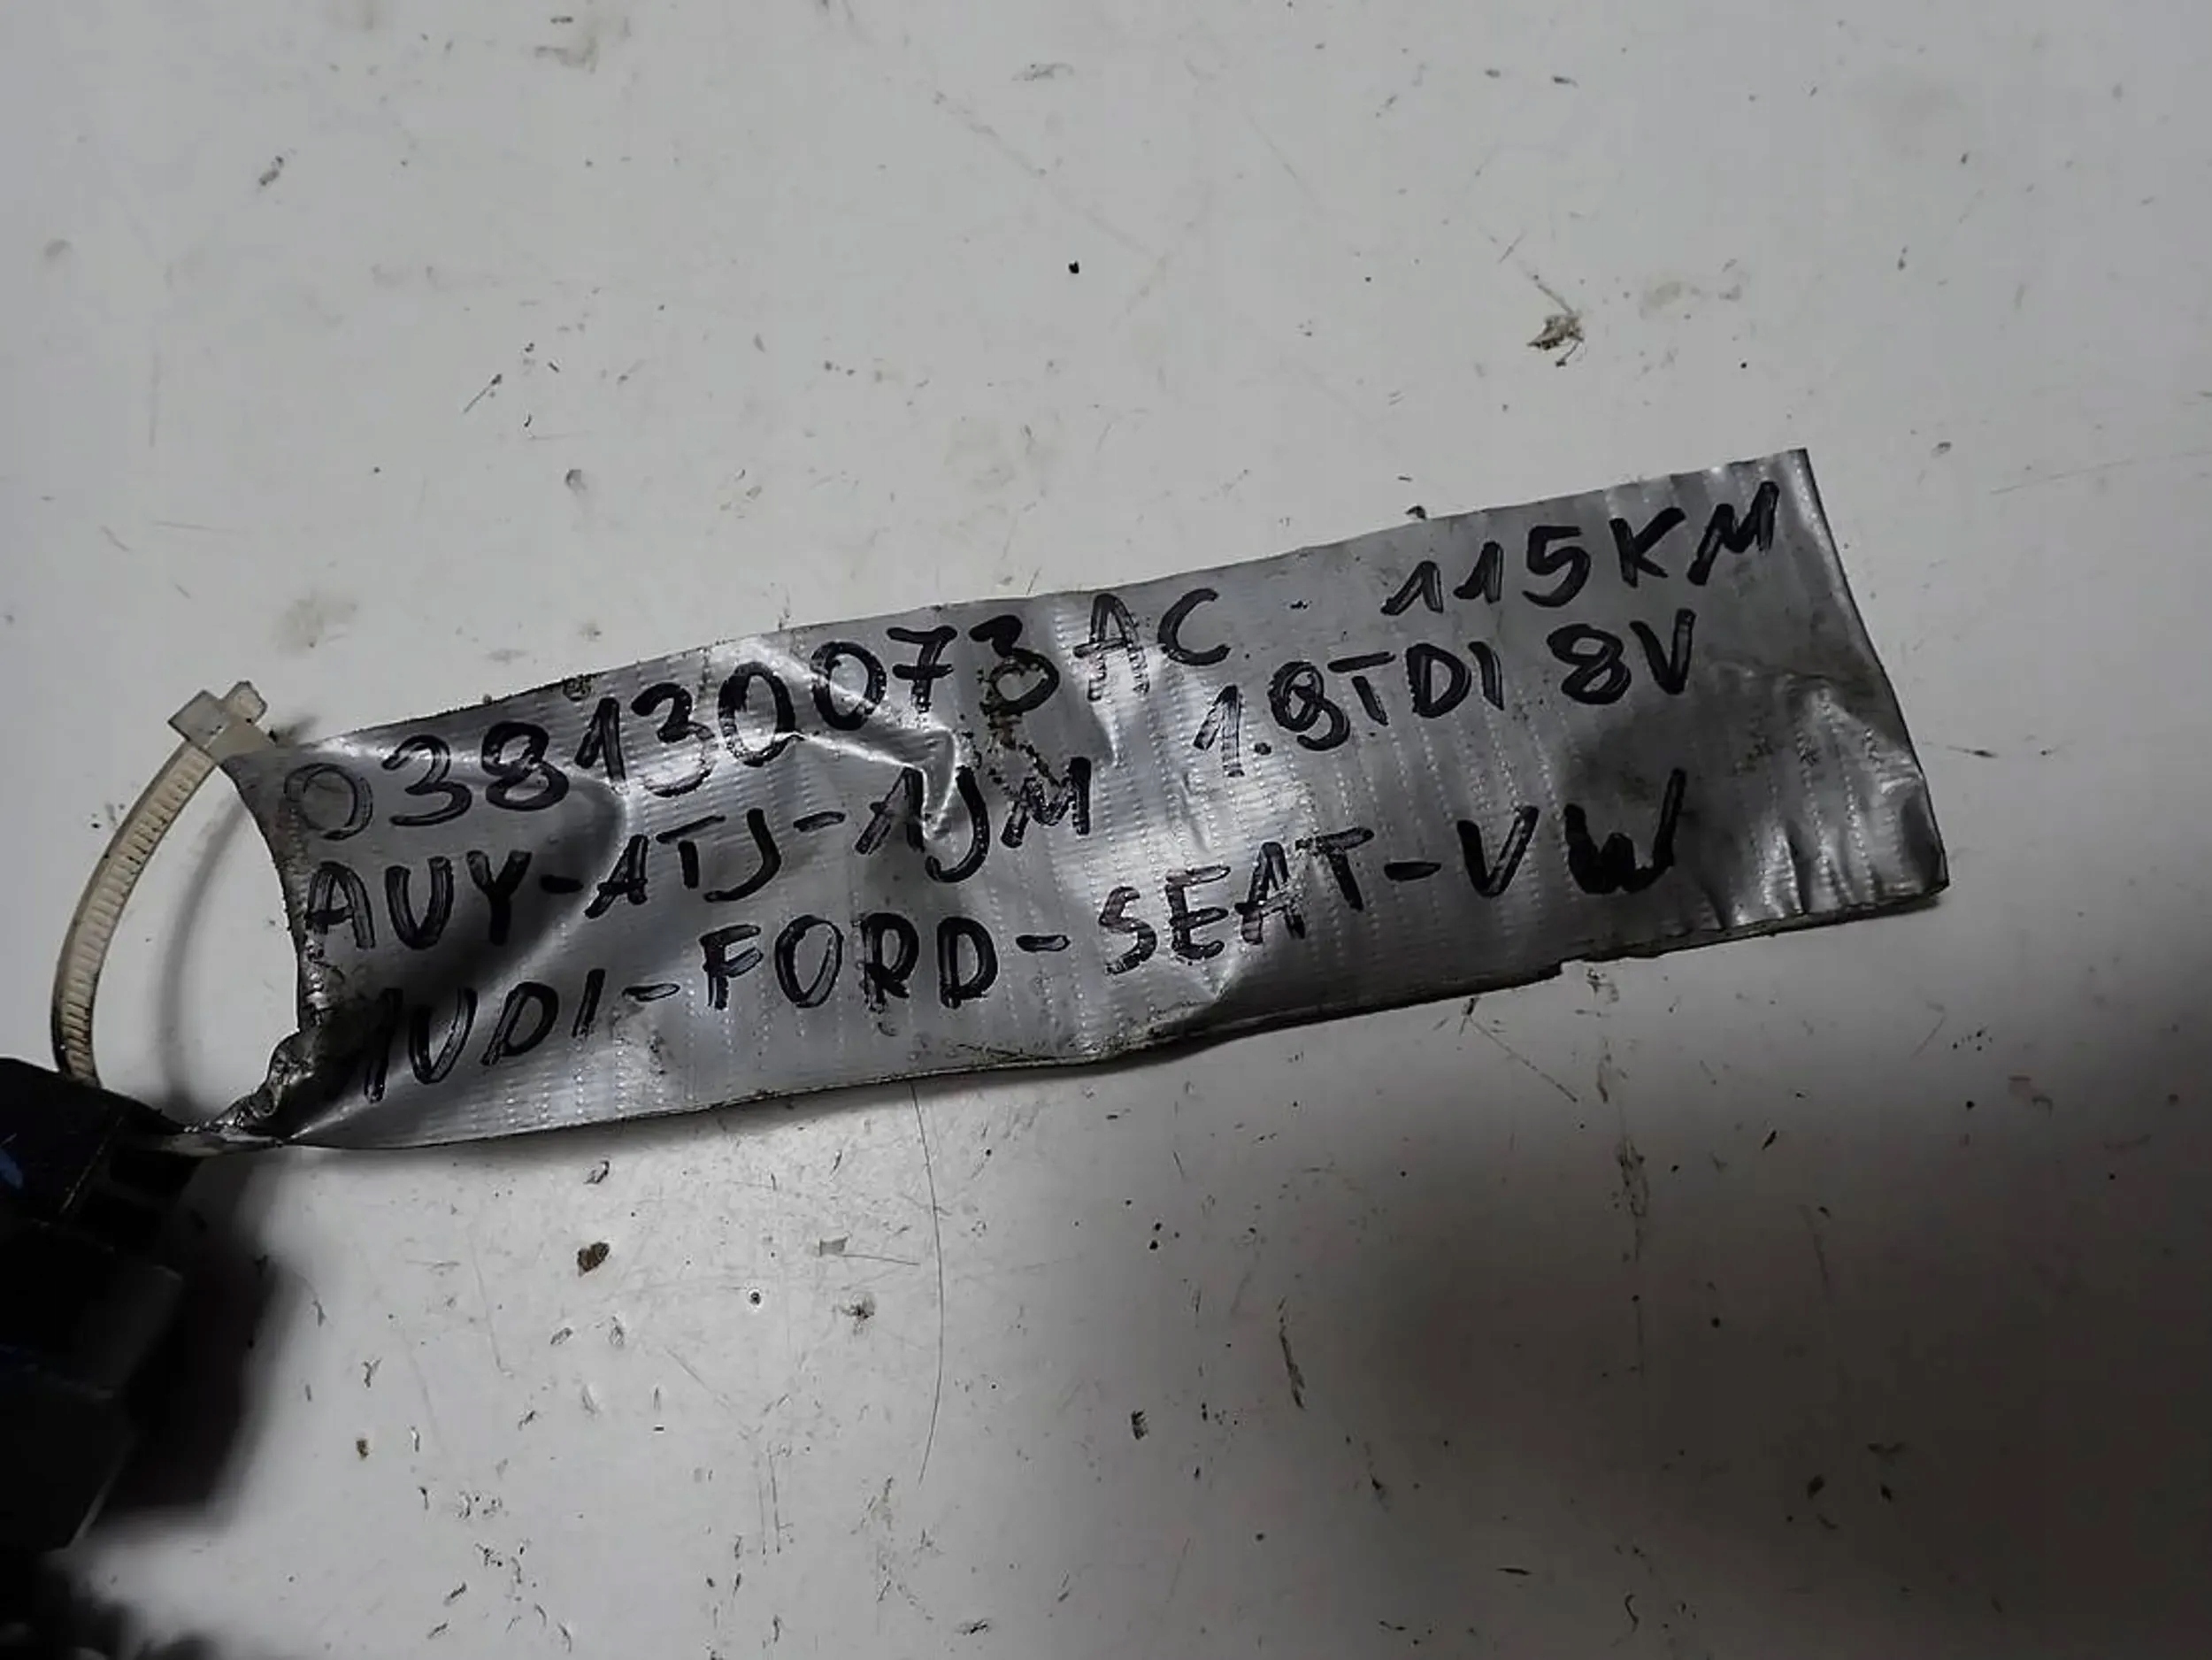 038130073AC - 115KM
AUY-ATJ-AJM 1.9TDI 8V
AUDI-FORD-SEAT-VW